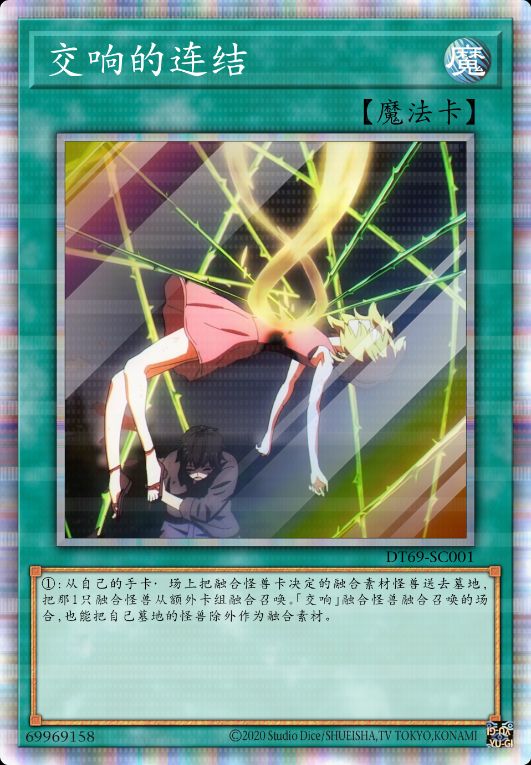 交响的连结
魔
【魔法卡】
DT69-SC001
①:从自己的手卡·场上把融合怪兽卡决定的融合素材怪兽送去墓地,
把那1只融合怪兽从额外卡组融合召唤。「交响」融合怪兽融合召唤的场
合,也能把自己墓地的怪兽除外作为融合素材。
69969158
©2020 Studio Dice/SHUEISHA,TV TOKYO,KONAMI